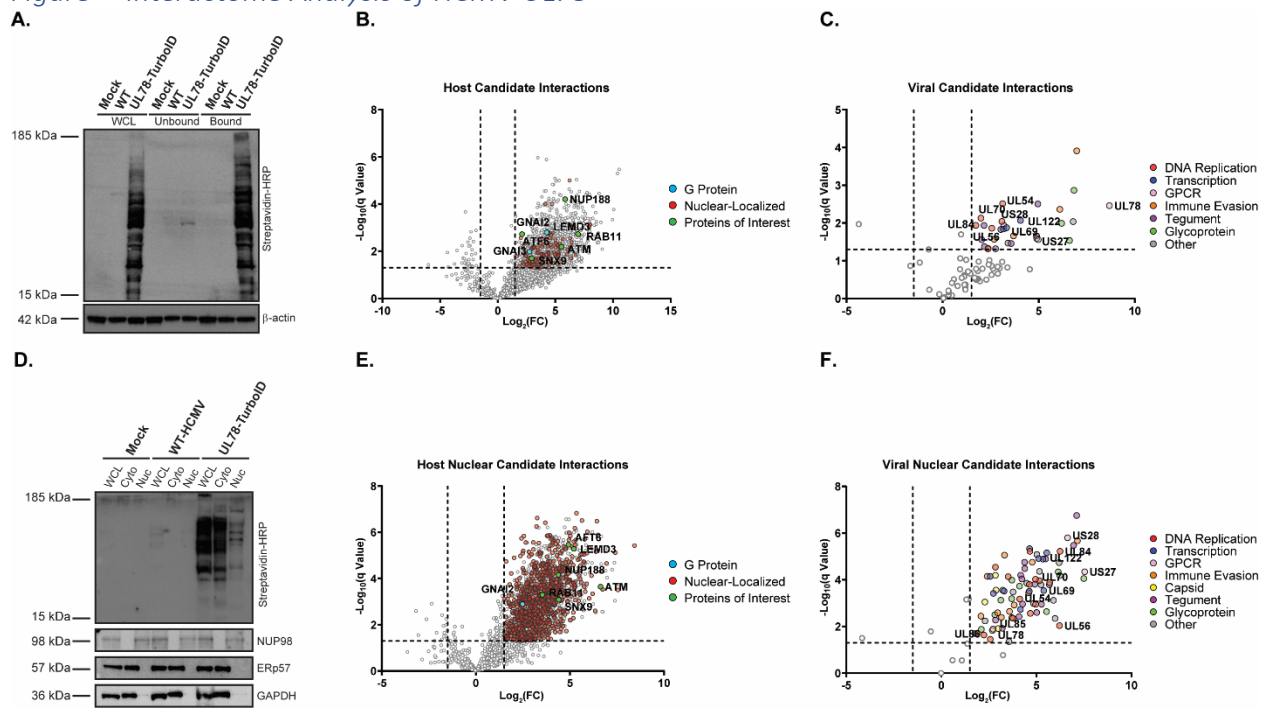 A.
Mock
WT
UL78-TurboID
Mock
WT
UL78-TurboID
Mock
WT
UL78-TurboID
WCL Unbound Bound
185 kDa
15 kDa
42 kDa
Streptavidin-HRP
β-actin
B.
Host Candidate Interactions
-Log10(q Value)
8
6
4
2
0
-10 -5 0 5 10 15
Log2(FC)
NUP188
GNAI2
LEMD3
RAB11
ATF6
ATM
GNAI3
SNX9
G Protein
Nuclear-Localized
Proteins of Interest
C.
Viral Candidate Interactions
-Log10(q Value)
5
4
3
2
1
0
-5 0 5 10
Log2(FC)
UL54
UL70
US28
UL78
UL84
UL122
UL69
UL56
US27
DNA Replication
Transcription
GPCR
Immune Evasion
Tegument
Glycoprotein
Other
D.
Mock
WT-HCMV
UL78-TurboID
WCL
Cyto
Nuc
WCL
Cyto
Nuc
WCL
Cyto
Nuc
185 kDa
15 kDa
98 kDa
57 kDa
36 kDa
Streptavidin-HRP
NUP98
ERp57
GAPDH
E.
Host Nuclear Candidate Interactions
-Log10(q Value)
8
6
4
2
0
-5 0 5 10
Log2(FC)
AFT6
LEMD3
NUP188
GNAI2
RAB11
ATM
SNX9
G Protein
Nuclear-Localized
Proteins of Interest
F.
Viral Nuclear Candidate Interactions
-Log10(q Value)
8
6
4
2
0
-5 0 5 10
Log2(FC)
US28
UL84
UL122
US27
UL70
UL69
UL54
UL85
UL56
UL78
DNA Replication
Transcription
GPCR
Immune Evasion
Capsid
Tegument
Glycoprotein
Other